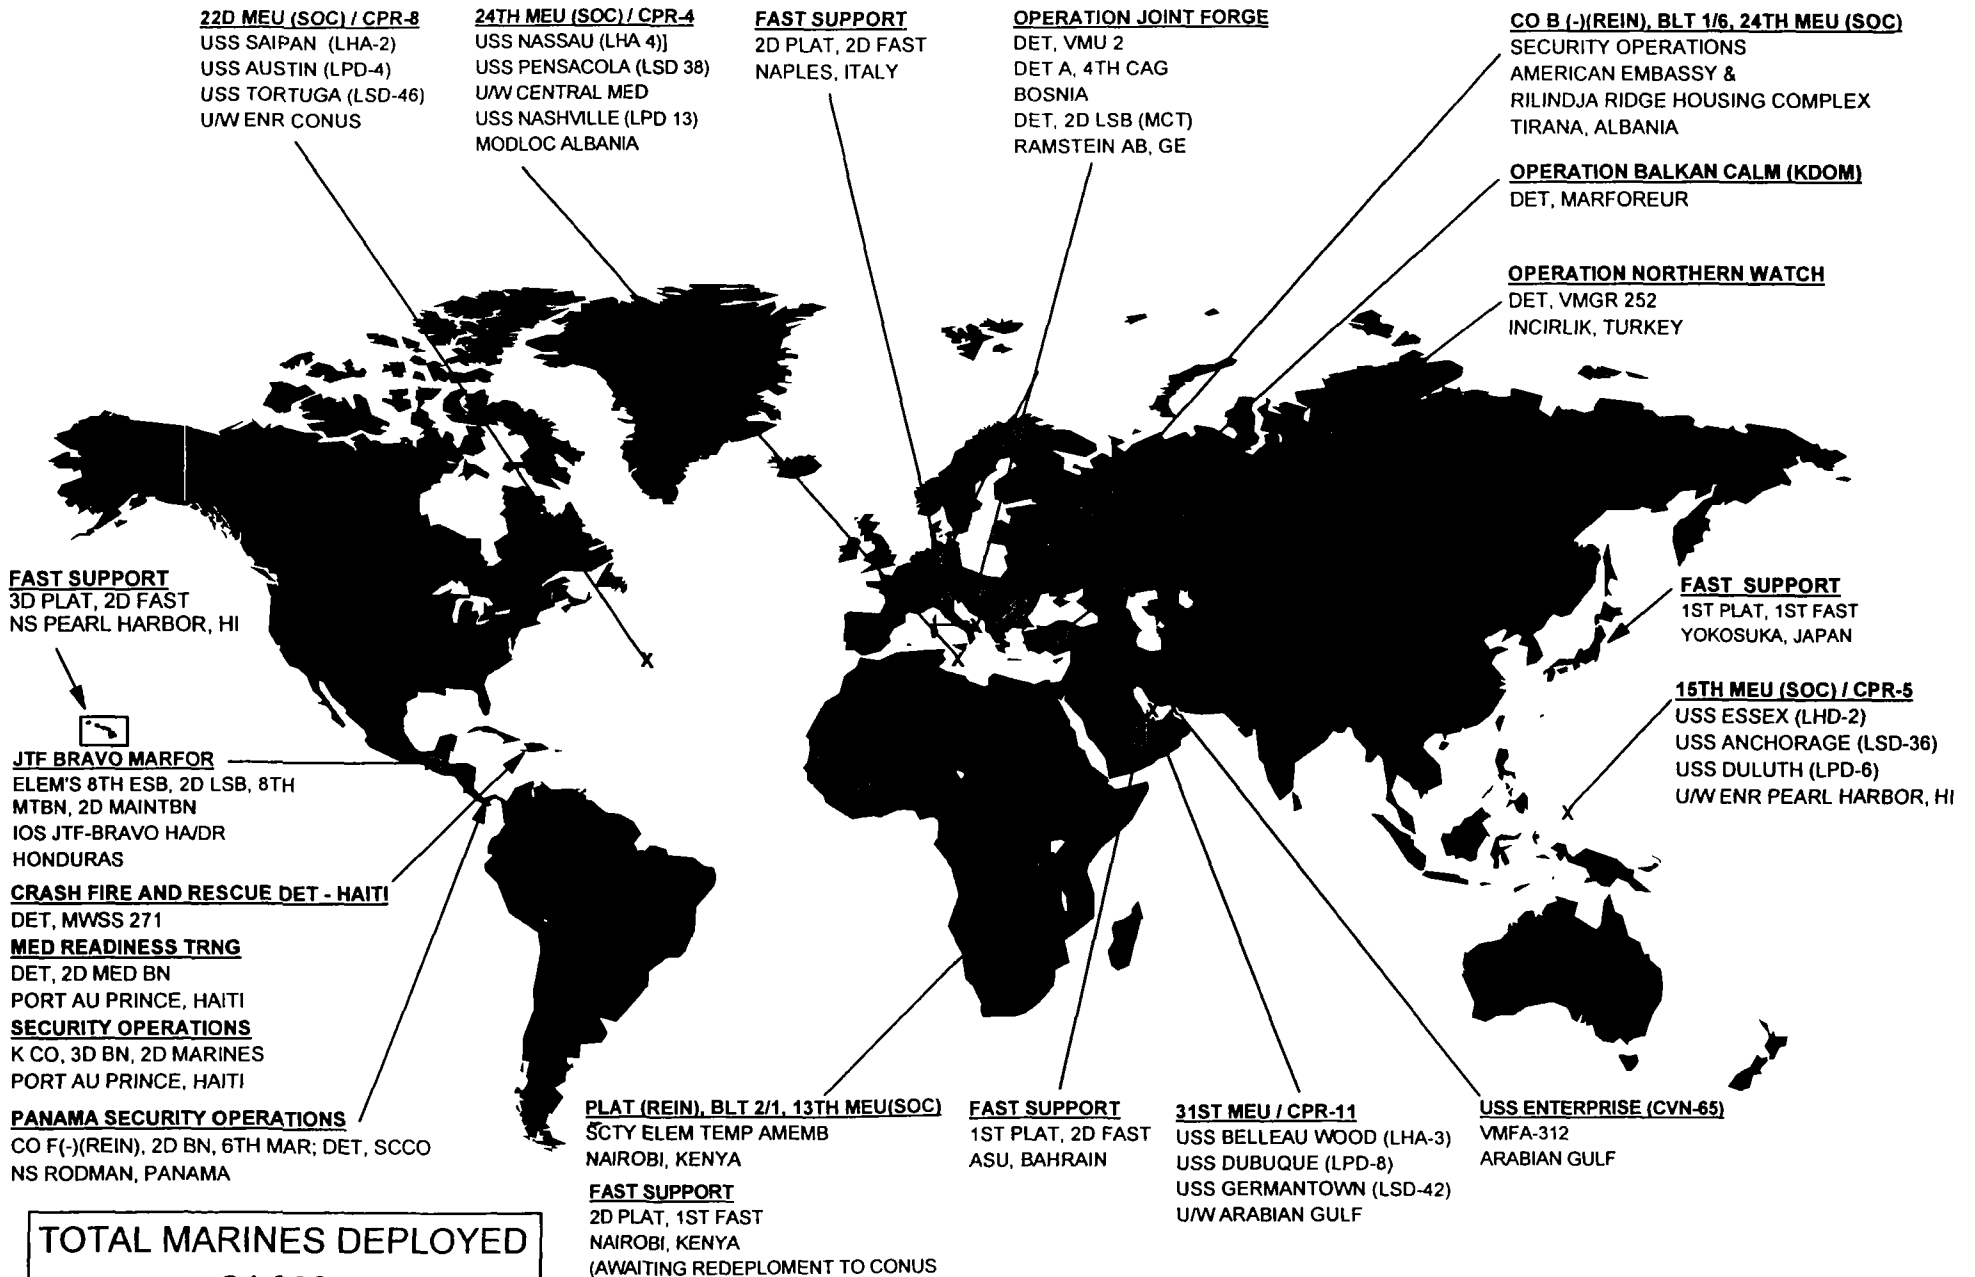 22D MEU (SOC) / CPR-8
USS SAIPAN (LHA-2)
USS AUSTIN (LPD-4)
USS TORTUGA (LSD-46)
U/W ENR CONUS
24TH MEU (SOC) / CPR-4
USS NASSAU (LHA 4)]
USS PENSACOLA (LSD 38)
U/W CENTRAL MED
USS NASHVILLE (LPD 13)
MODLOC ALBANIA
FAST SUPPORT
2D PLAT, 2D FAST
NAPLES, ITALY
OPERATION JOINT FORGE
DET, VMU 2
DET A, 4TH CAG
BOSNIA
DET, 2D LSB (MCT)
RAMSTEIN AB, GE
CO B (-)(REIN), BLT 1/6, 24TH MEU (SOC)
SECURITY OPERATIONS
AMERICAN EMBASSY &
RILINDJA RIDGE HOUSING COMPLEX
TIRANA, ALBANIA
OPERATION BALKAN CALM (KDOM)
DET, MARFOREUR
OPERATION NORTHERN WATCH
DET, VMGR 252
INCIRLIK, TURKEY
FAST SUPPORT
3D PLAT, 2D FAST
NS PEARL HARBOR, HI
FAST SUPPORT
1ST PLAT, 1ST FAST
YOKOSUKA, JAPAN
X
X
X
15TH MEU (SOC) / CPR-5
USS ESSEX (LHD-2)
USS ANCHORAGE (LSD-36)
USS DULUTH (LPD-6)
U/W ENR PEARL HARBOR, HI
X
JTF BRAVO MARFOR
ELEM'S 8TH ESB, 2D LSB, 8TH
MTBN, 2D MAINTBN
IOS JTF-BRAVO HA/DR
HONDURAS
CRASH FIRE AND RESCUE DET - HAITI
DET, MWSS 271
MED READINESS TRNG
DET, 2D MED BN
PORT AU PRINCE, HAITI
SECURITY OPERATIONS
K CO, 3D BN, 2D MARINES
PORT AU PRINCE, HAITI
PANAMA SECURITY OPERATIONS
CO F(-)(REIN), 2D BN, 6TH MAR; DET, SCCO
NS RODMAN, PANAMA
PLAT (REIN), BLT 2/1, 13TH MEU(SOC)
SCTY ELEM TEMP AMEMB
NAIROBI, KENYA
FAST SUPPORT
2D PLAT, 1ST FAST
NAIROBI, KENYA
(AWAITING REDEPLOMENT TO CONUS
FAST SUPPORT
1ST PLAT, 2D FAST
ASU, BAHRAIN
31ST MEU / CPR-11
USS BELLEAU WOOD (LHA-3)
USS DUBUQUE (LPD-8)
USS GERMANTOWN (LSD-42)
U/W ARABIAN GULF
USS ENTERPRISE (CVN-65)
VMFA-312
ARABIAN GULF
TOTAL MARINES DEPLOYED